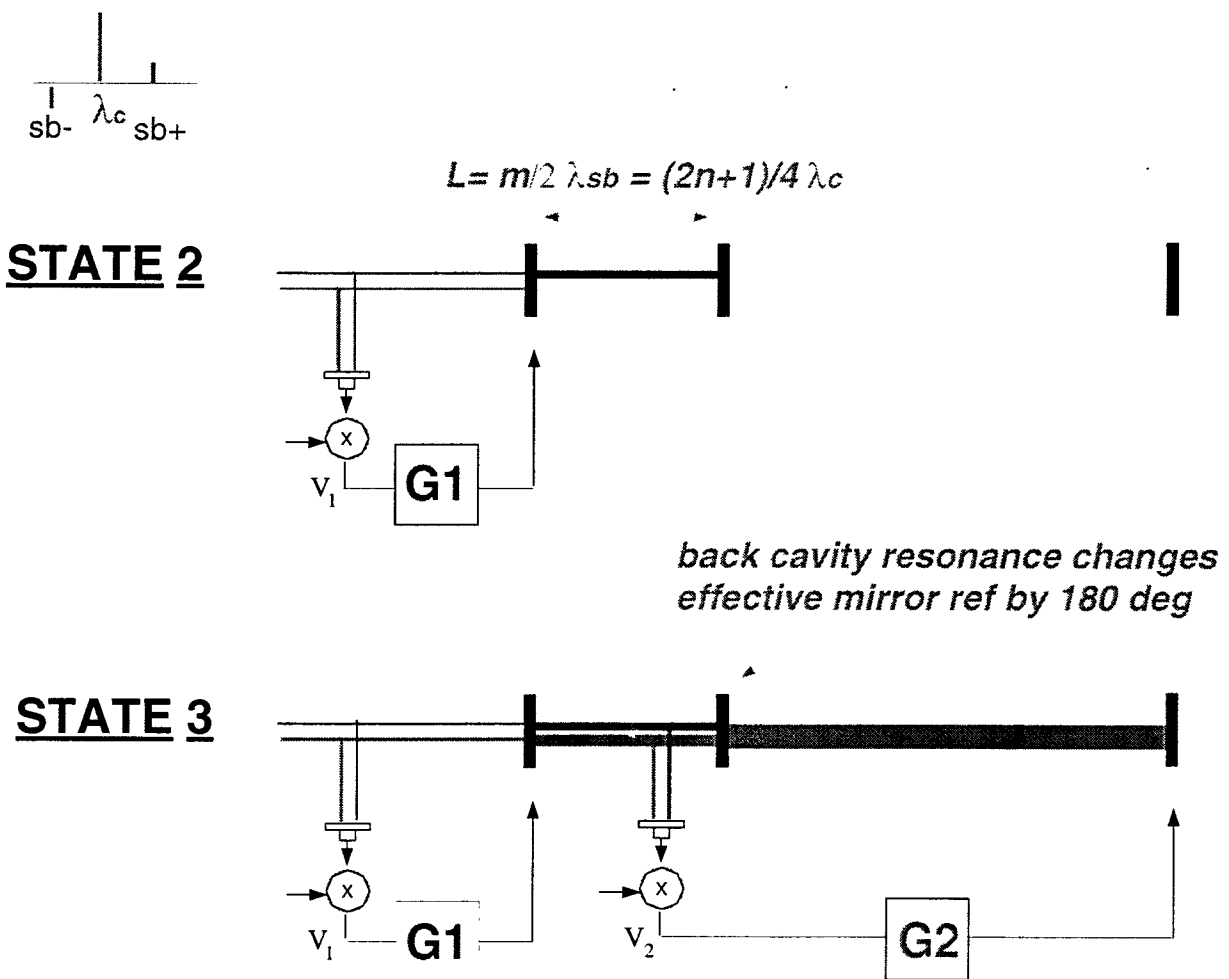 sb- λc sb+
L= m/2 λsb = (2n+1)/4 λc
STATE 2
x
V1
G1
back cavity resonance changes
effective mirror ref by 180 deg
STATE 3
x x
V1 G1 V2 G2